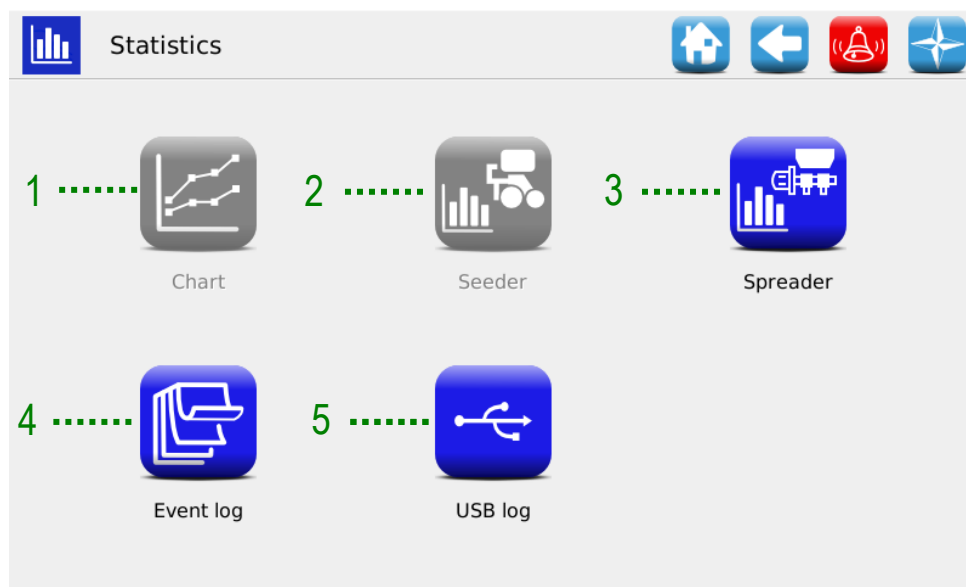 Statistics
1
2
3
Chart
Seeder
Spreader
4
5
Event log
USB log